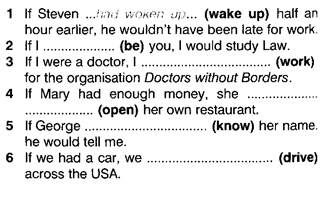 1 If Steven ...had woken up... (wake up) half an
hour earlier, he wouldn't have been late for work.
2 If I .................... (be) you, I would study Law.
3 If I were a doctor, I ............................ (work)
for the organisation Doctors without Borders.
4 If Mary had enough money, she ...................
.................... (open) her own restaurant.
5 If George ................................ (know) her name.
he would tell me.
6 If we had a car, we ................................. (drive)
across the USA.